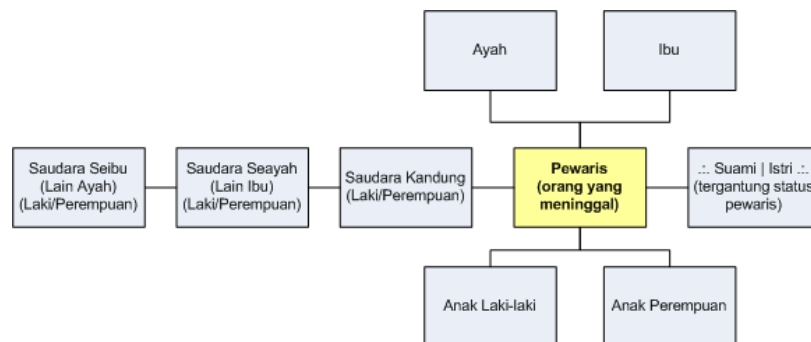 Ayah
Ibu
Saudara Seibu
(Lain Ayah)
(Laki/Perempuan)
Saudara Seayah
(Lain Ibu)
(Laki/Perempuan)
Saudara Kandung
(Laki/Perempuan)
Pewaris
(orang yang
meninggal)
.:. Suami | Istri .:.
(tergantung status
pewaris)
Anak Laki-laki
Anak Perempuan